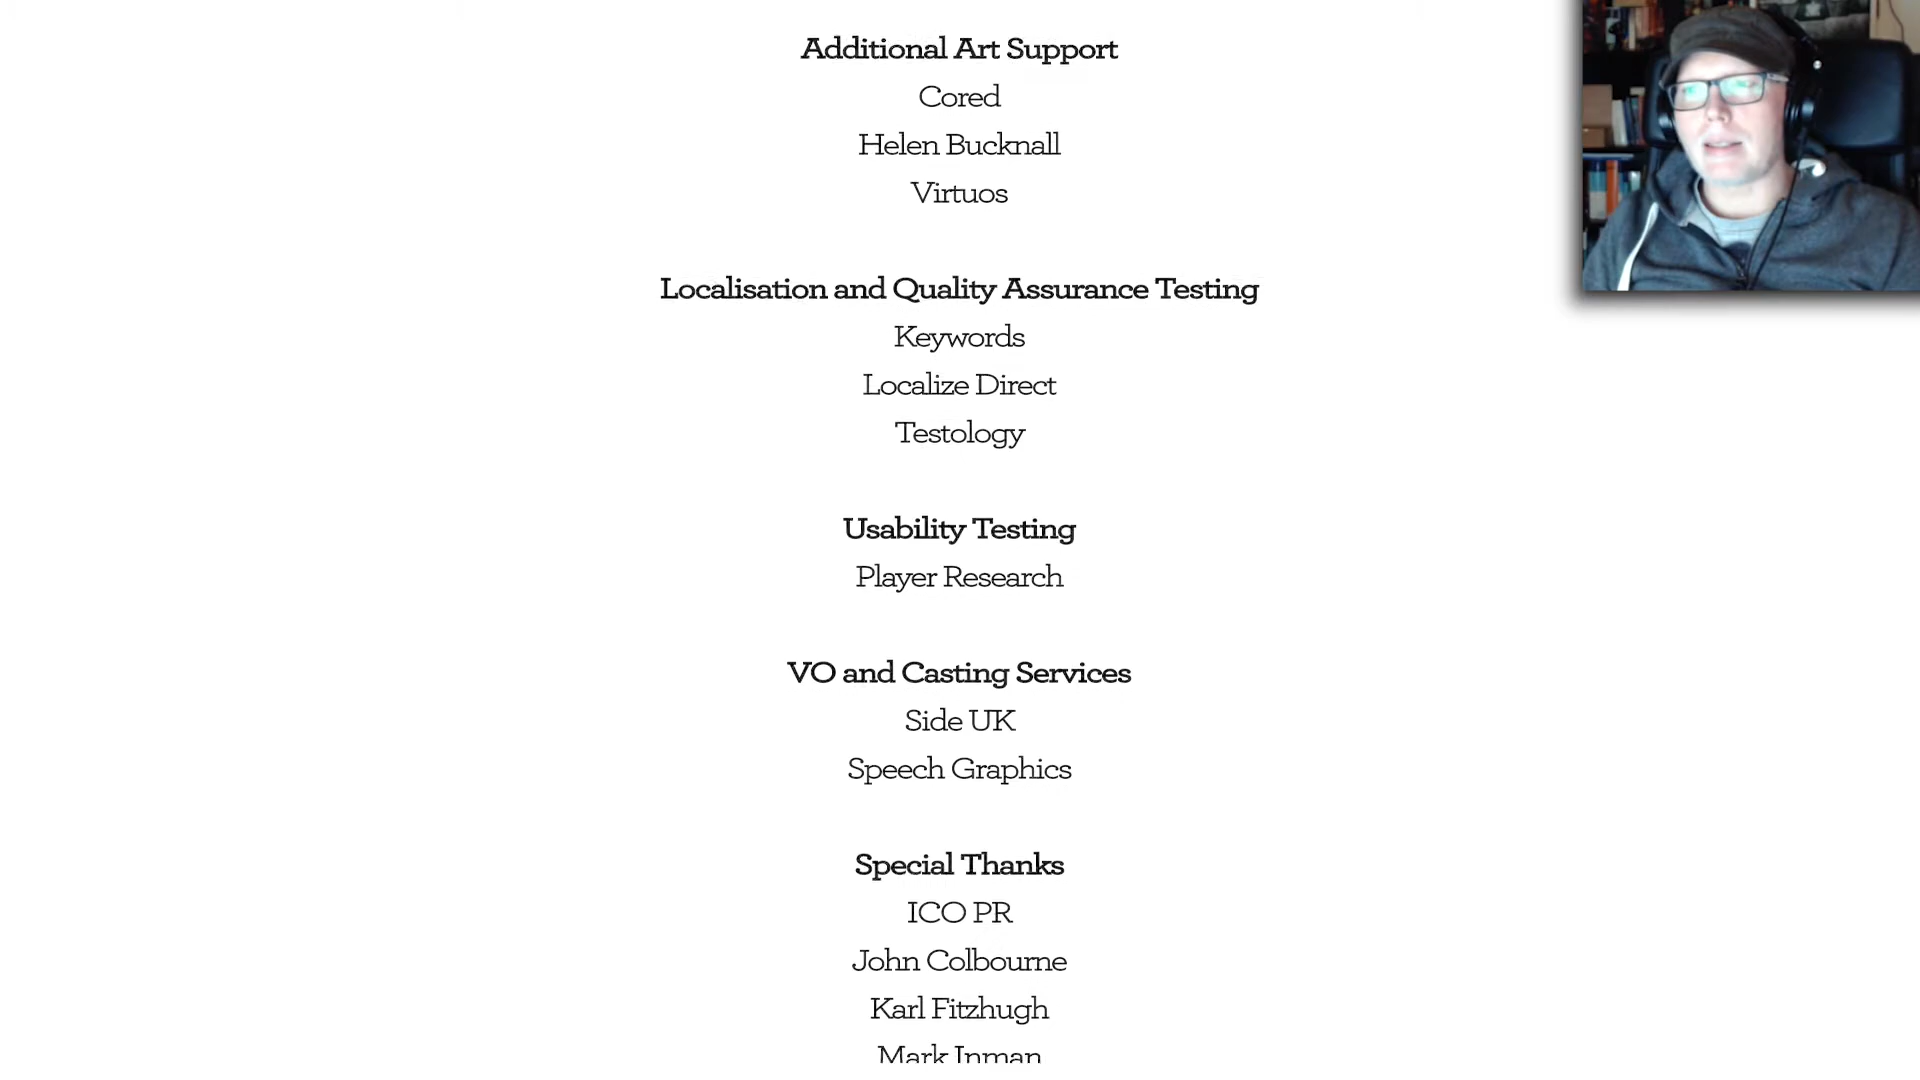 Additional Art Support
Cored
Helen Bucknall
Virtuos
Localisation and Quality Assurance Testing
Keywords
Localize Direct
Testology
Usability Testing
Player Research
VO and Casting Services
Side UK
Speech Graphics
Special Thanks
ICO PR
John Colbourne
Karl Fitzhugh
Mark Inman